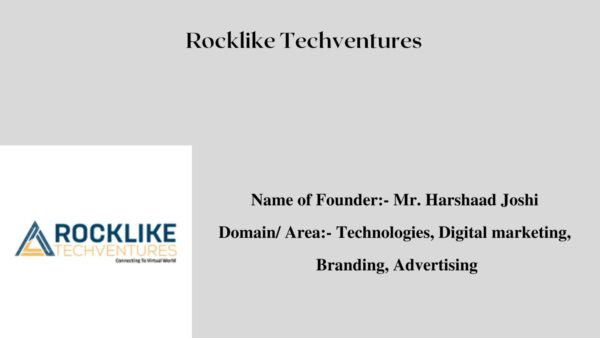 Rocklike Techventures
Name of Founder:- Mr. Harshaad Joshi
ROCKLIKE
TECHVENTURES
Connecting To Virtual World
Domain/ Area:- Technologies, Digital marketing,
Branding, Advertising